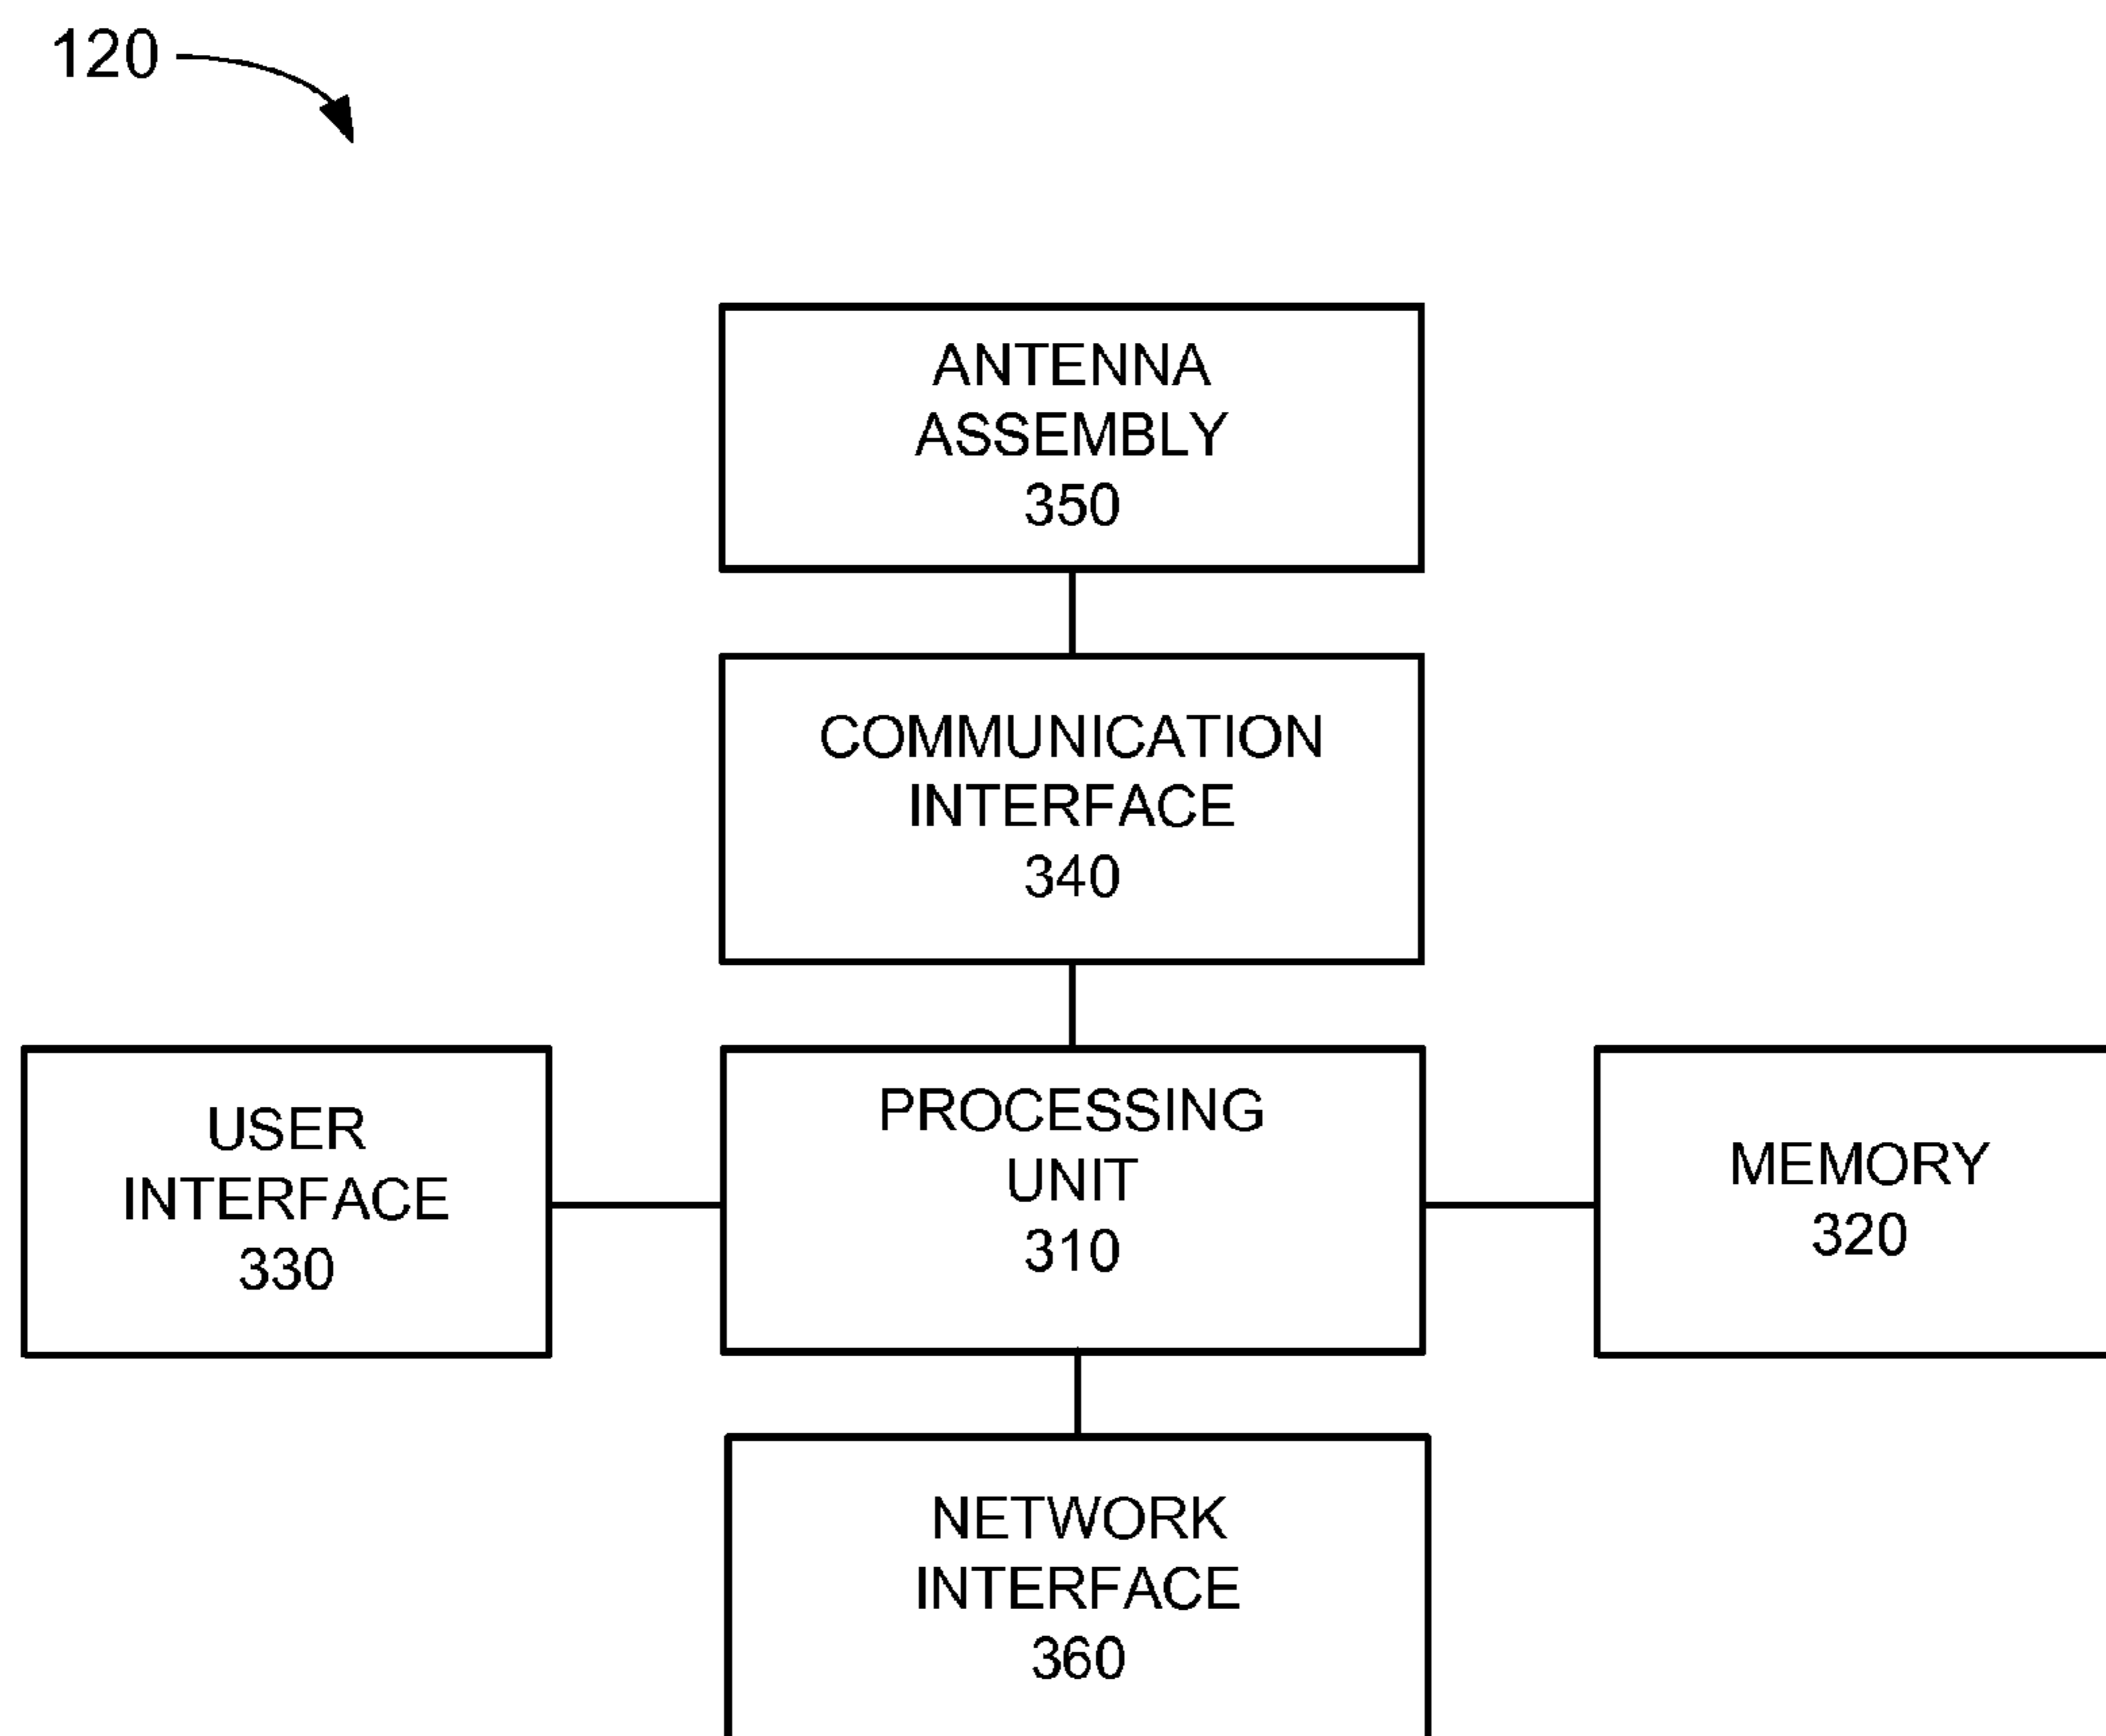 120
ANTENNA
ASSEMBLY
350
COMMUNICATION
INTERFACE
340
USER
INTERFACE
330
PROCESSING
UNIT
310
MEMORY
320
NETWORK
INTERFACE
360